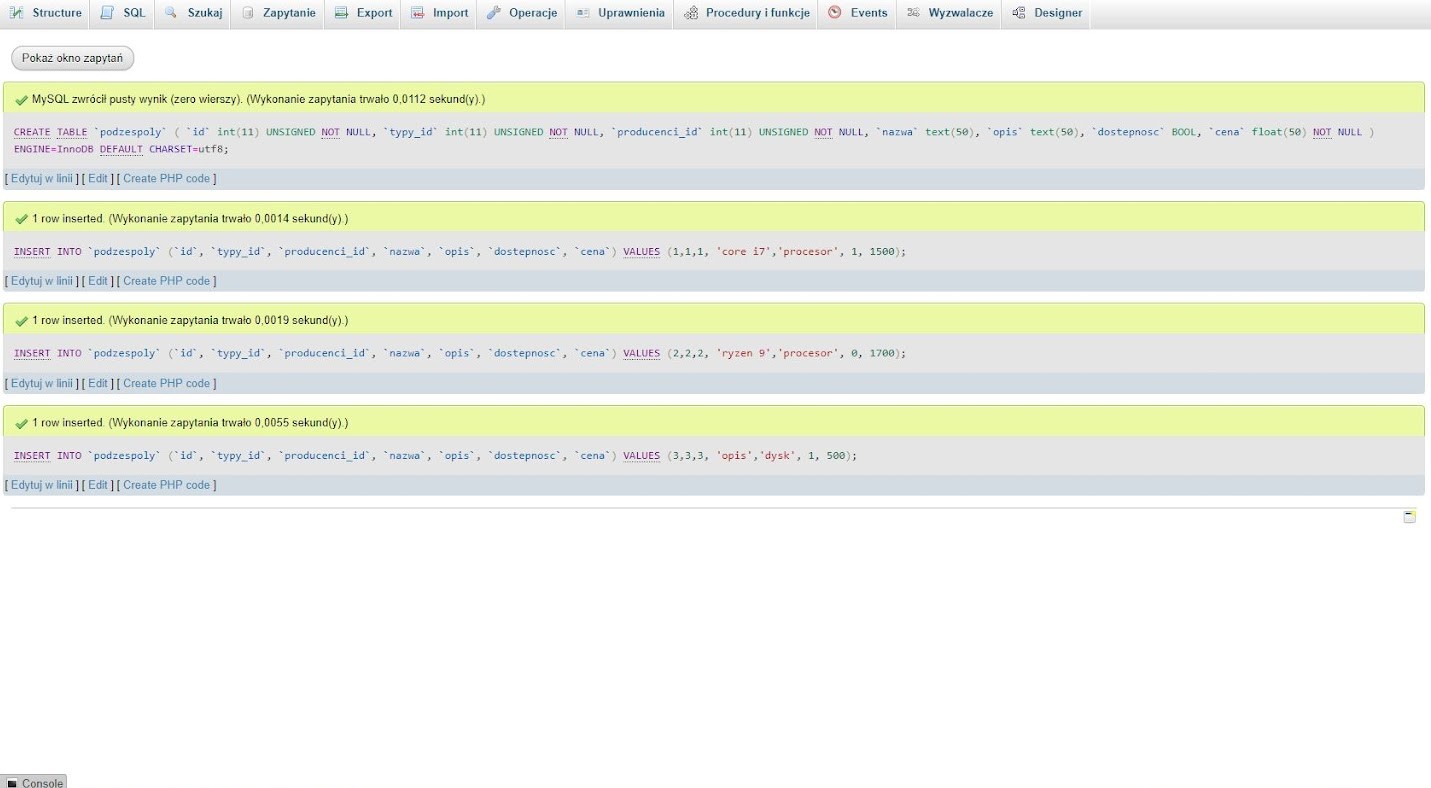 Structure SQL Szukaj Zapytanie Export Import Operacje Uprawnienia Procedury i funkcje Events Wyzwalacze Designer
Pokaż okno zapytań
MySQL zwrócił pusty wynik (zero wierszy). (Wykonanie zapytania trwało 0,0112 sekund(y).)
CREATE TABLE `podzespoly` ( `id` int(11) UNSIGNED NOT NULL, `typy_id` int(11) UNSIGNED NOT NULL, `producenci_id` int(11) UNSIGNED NOT NULL, `nazwa` text(50), `opis` text(50), `dostepnosc` BOOL, `cena` float(50) NOT NULL )
ENGINE=InnoDB DEFAULT CHARSET=utf8;
[ Edytuj w linii ] [ Edit ] [ Create PHP code ]
1 row inserted. (Wykonanie zapytania trwało 0,0014 sekund(y).)
INSERT INTO `podzespoly` (`id`, `typy_id`, `producenci_id`, `nazwa`, `opis`, `dostepnosc`, `cena`) VALUES (1,1,1, 'core i7','procesor', 1, 1500);
[ Edytuj w linii ] [ Edit ] [ Create PHP code ]
1 row inserted. (Wykonanie zapytania trwało 0,0019 sekund(y).)
INSERT INTO `podzespoly` (`id`, `typy_id`, `producenci_id`, `nazwa`, `opis`, `dostepnosc`, `cena`) VALUES (2,2,2, 'ryzen 9','procesor', 0, 1700);
[ Edytuj w linii ] [ Edit ] [ Create PHP code ]
1 row inserted. (Wykonanie zapytania trwało 0,0055 sekund(y).)
INSERT INTO `podzespoly` (`id`, `typy_id`, `producenci_id`, `nazwa`, `opis`, `dostepnosc`, `cena`) VALUES (3,3,3, 'opis','dysk', 1, 500);
[ Edytuj w linii ] [ Edit ] [ Create PHP code ]
Console